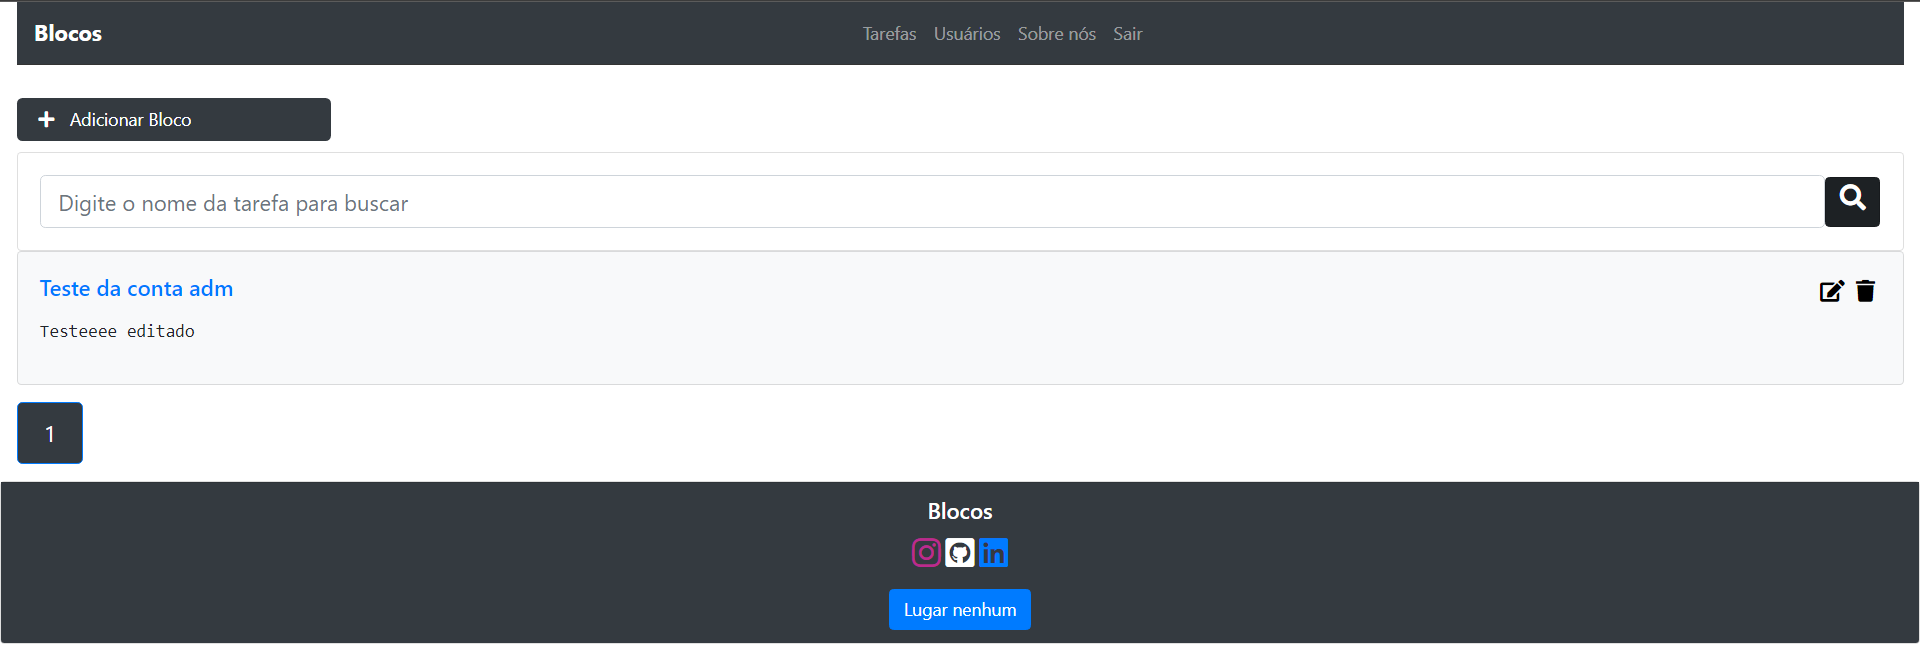 Blocos
Tarefas Usuários Sobre nós Sair
Adicionar Bloco
Digite o nome da tarefa para buscar
Teste da conta adm
Testeeee editado
1
Blocos
in
Lugar nenhum